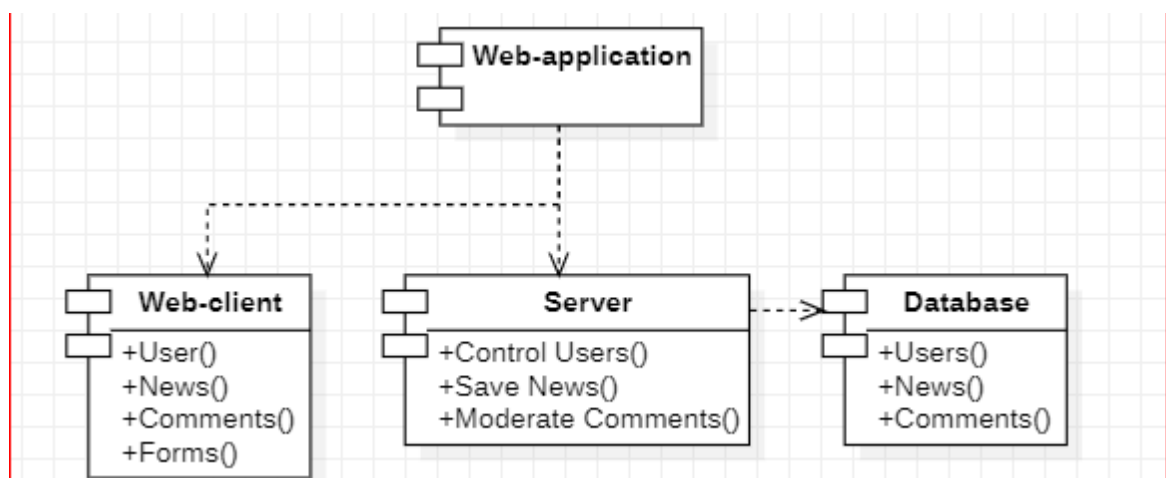 Web-application
Web-client
+User()
+News()
+Comments()
+Forms()
Server
+Control Users()
+Save News()
+Moderate Comments()
Database
+Users()
+News()
+Comments()